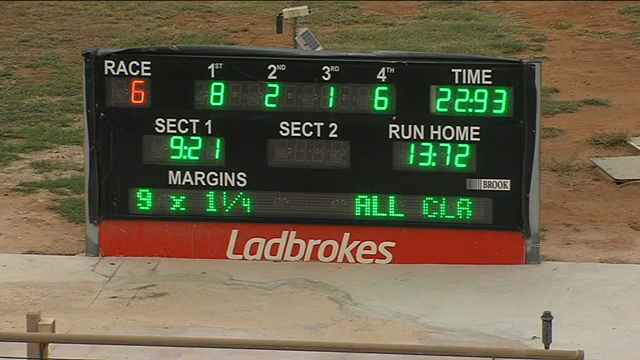 RACE 1ST 2ND 3RD 4TH TIME
6 8 2 1 6 22:93
SECT 1 SECT 2 RUN HOME
9:21 13:72
MARGINS BROOK
9 x 1¼ ALL CLR
Ladbrokes